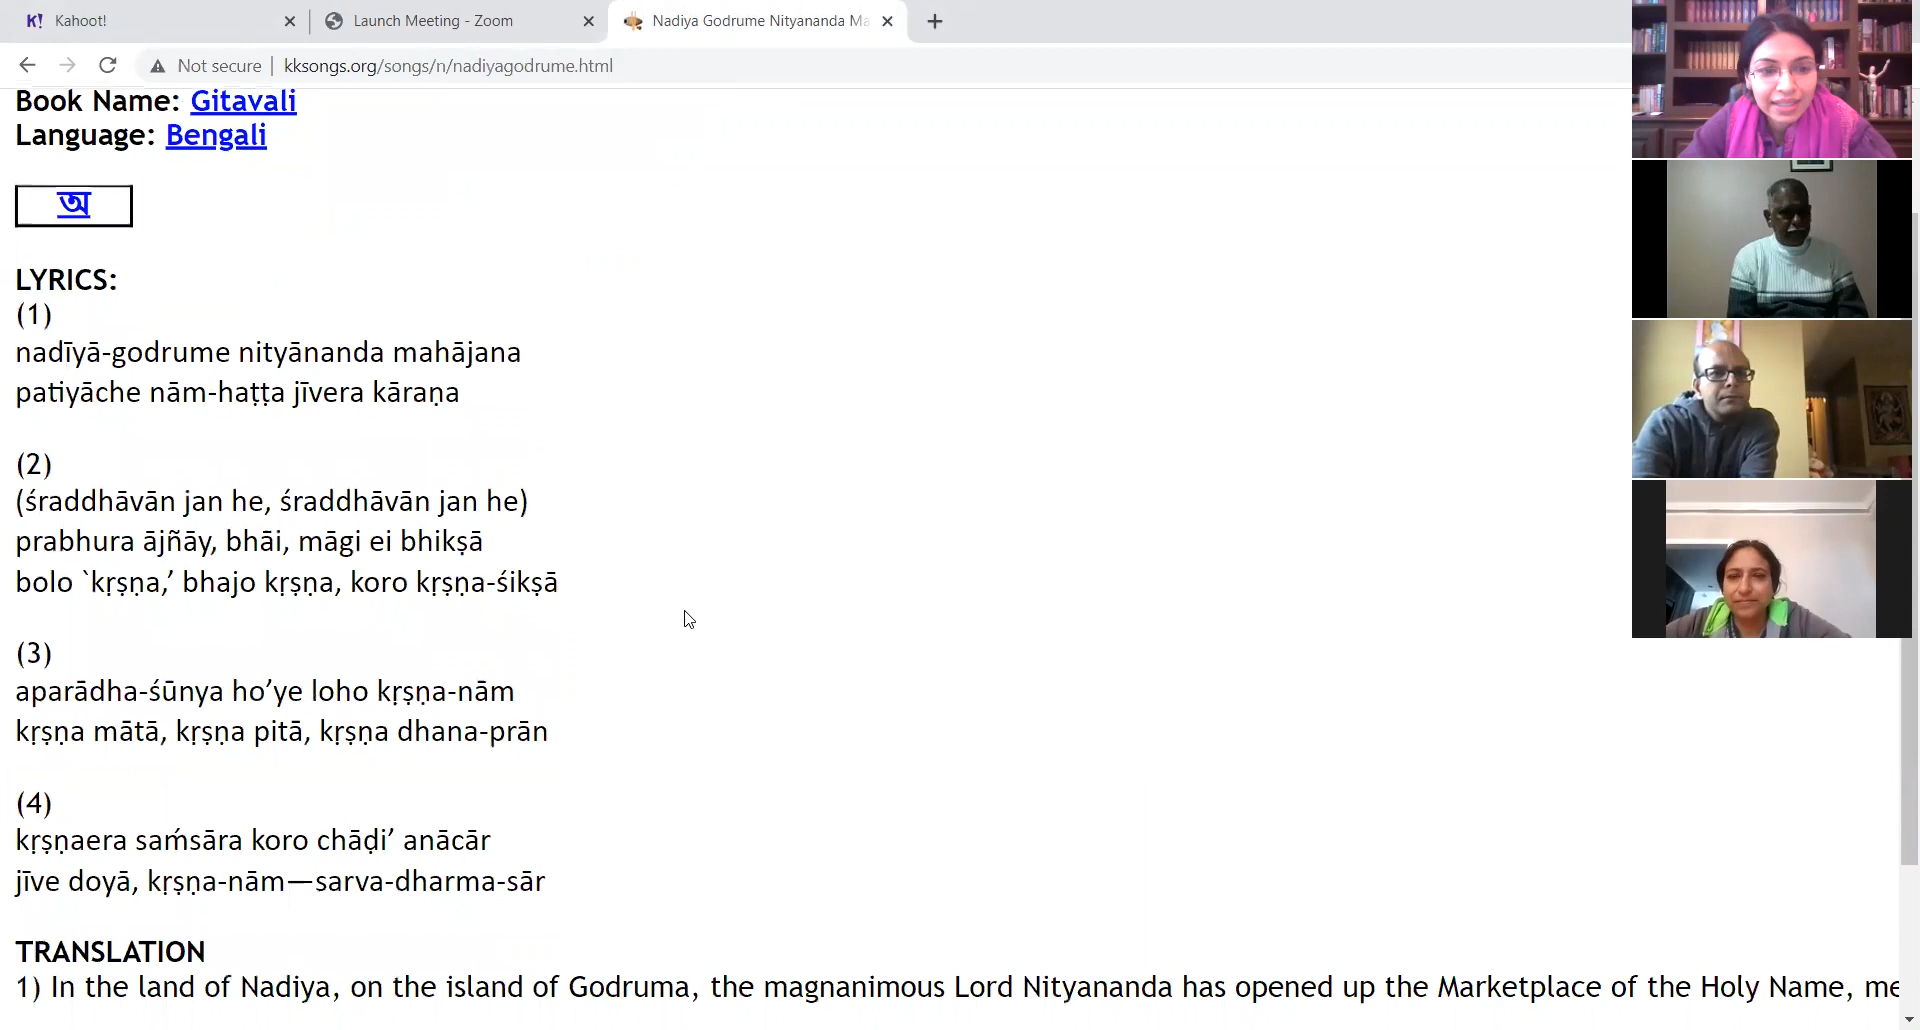 Kahoot!
Launch Meeting - Zoom
Nadiya Godrume Nityananda Ma
Not secure
kksongs.org/songs/n/nadiyagodrume.html
Book Name: Gitavali
Language: Bengali
অ
LYRICS:
(1)
nadīyā-godrume nityānanda mahājana
patiyāche nām-haṭṭa jīvera kāraṇa
(2)
(śraddhāvān jan he, śraddhāvān jan he)
prabhura ājñāy, bhāi, māgi ei bhikṣā
bolo `kṛṣṇa,’ bhajo kṛṣṇa, koro kṛṣṇa-śikṣā
(3)
aparādha-śūnya ho’ye loho kṛṣṇa-nām
kṛṣṇa mātā, kṛṣṇa pitā, kṛṣṇa dhana-prān
(4)
kṛṣṇaera saḿsāra koro chāḍi’ anācār
jīve doyā, kṛṣṇa-nām—sarva-dharma-sār
TRANSLATION
1) In the land of Nadiya, on the island of Godruma, the magnanimous Lord Nityananda has opened up the Marketplace of the Holy Name, me